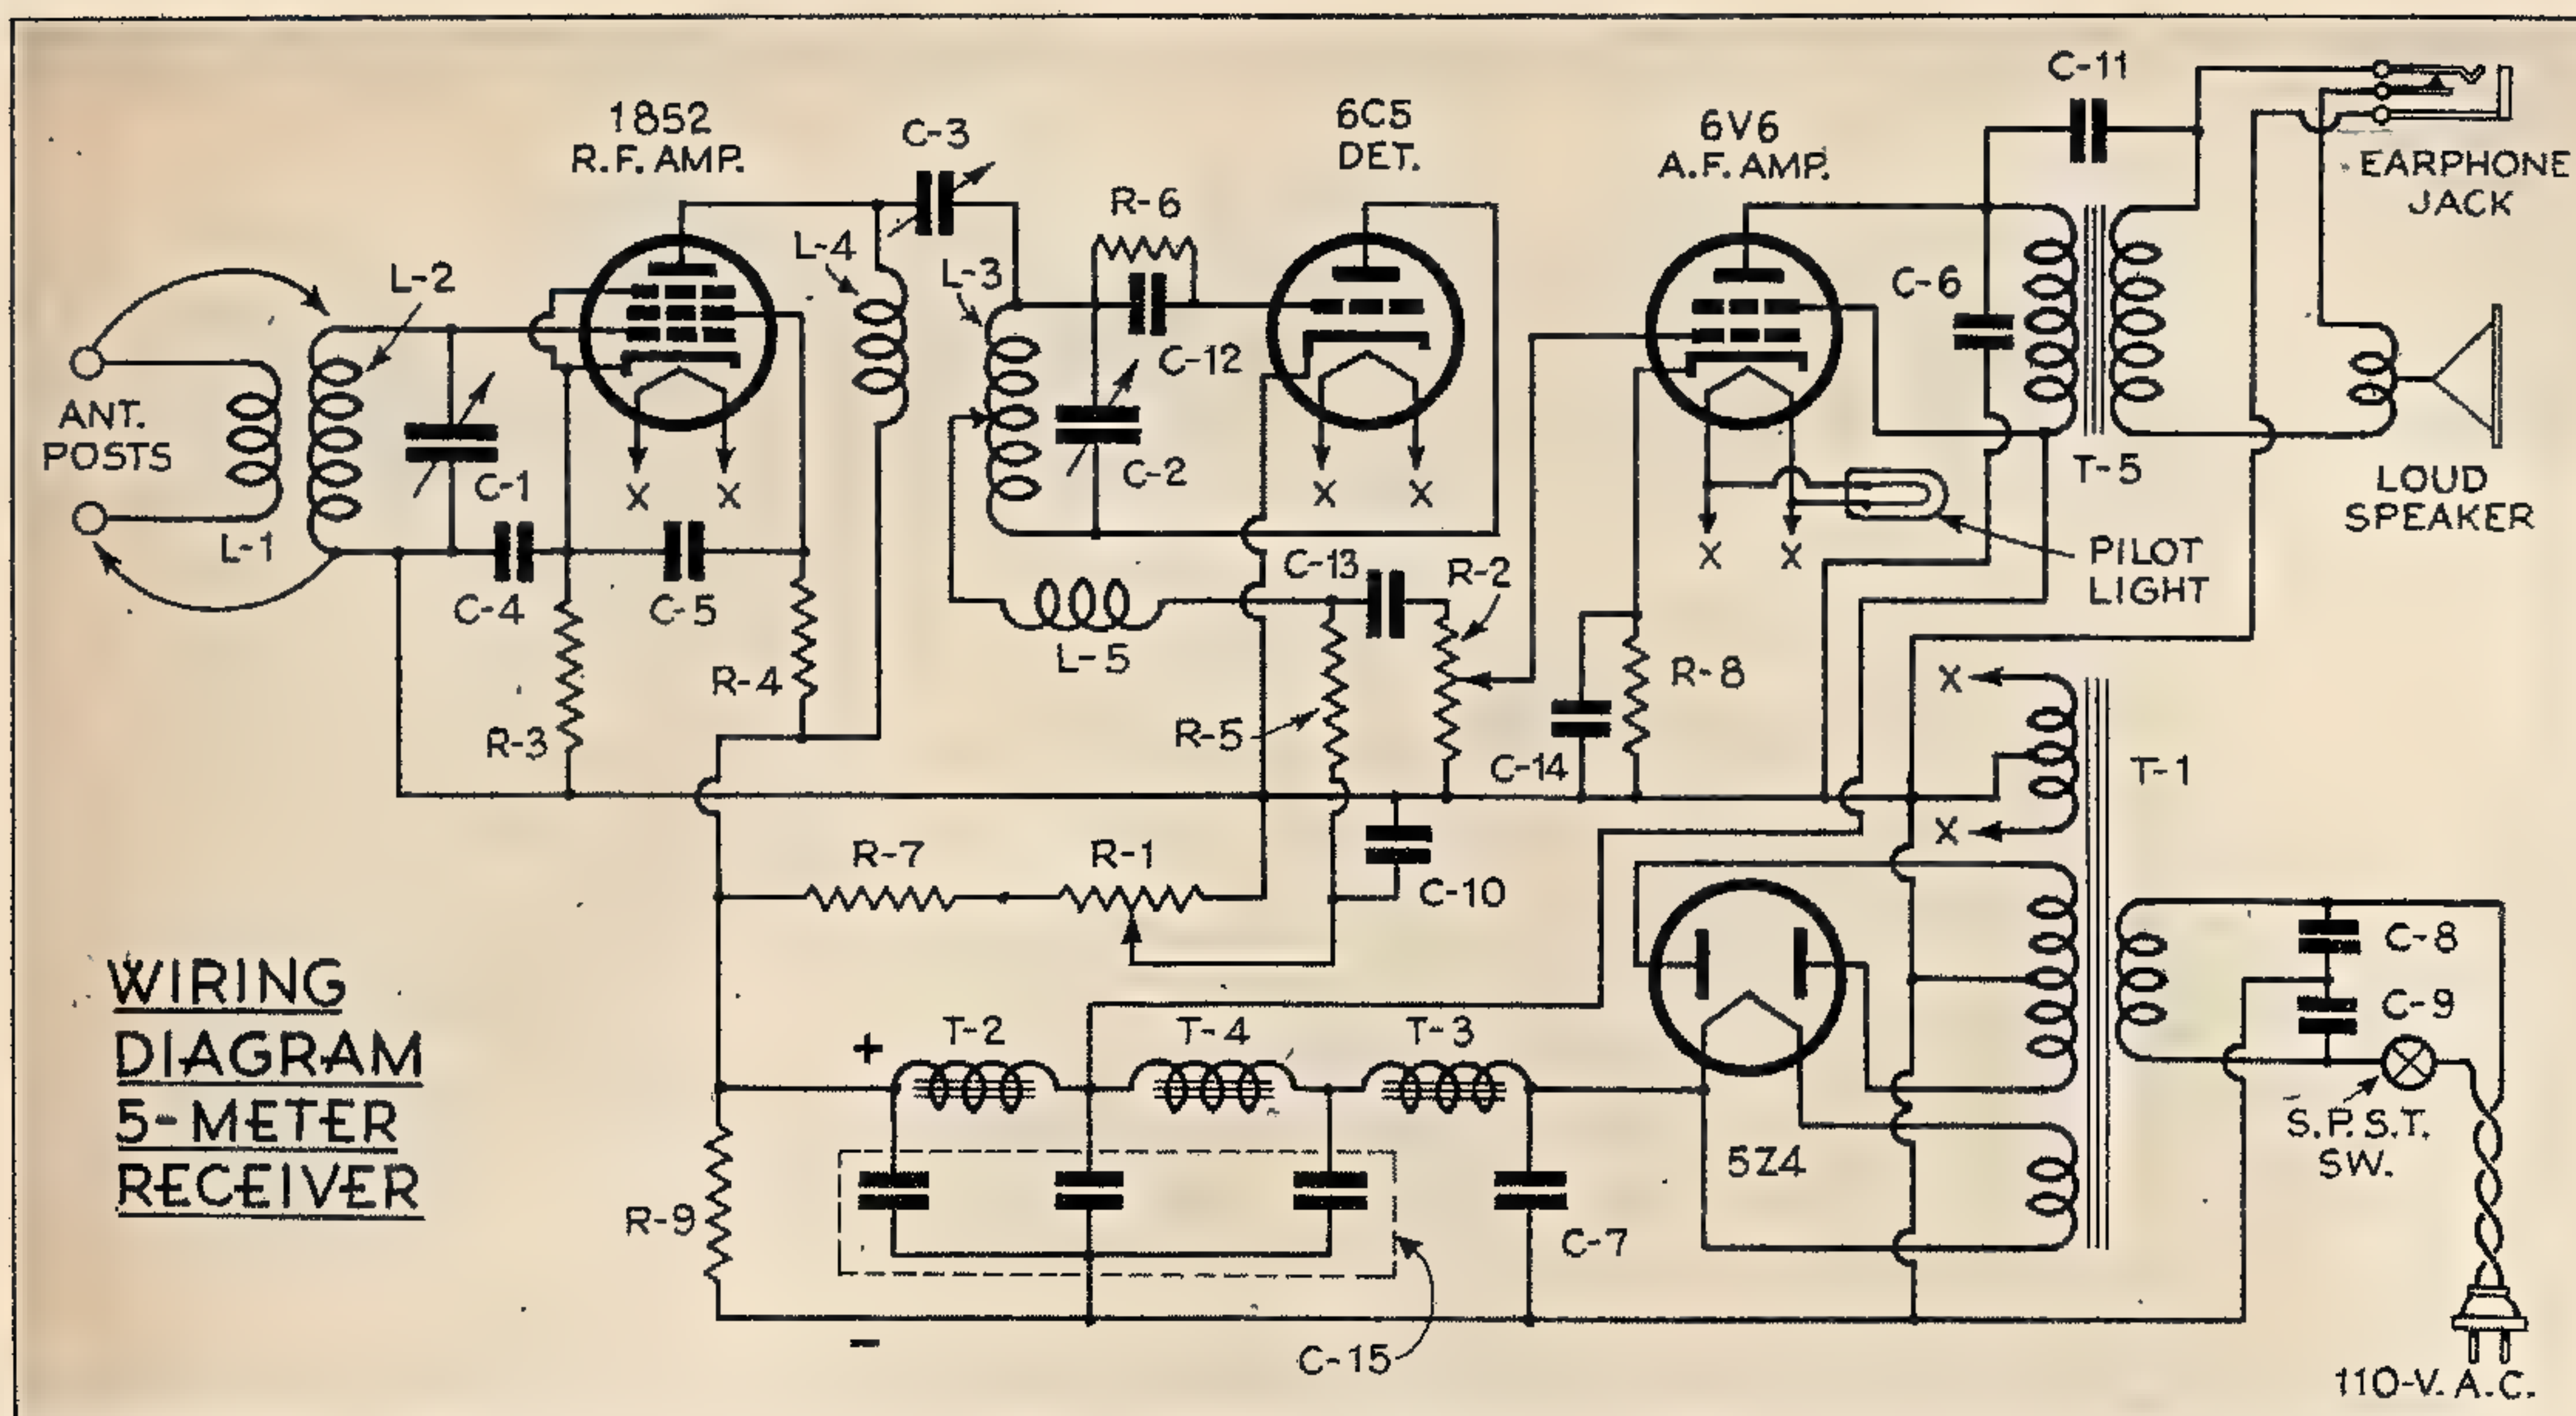 C-11
1852
R.F. AMP.
C-3
6C5
DET.
6V6
A.F. AMP.
EARPHONE
JACK
R-6
L-4
L-3
L-2
C-6
C-12
ANT.
POSTS
C-1
X
X
C-2
X
X
T-5
LOUD
SPEAKER
L-1
C-4
C-5
C-13
R-2
X
X
PILOT
LIGHT
L-5
R-4
R-8
X
R-3
R-5
C-14
T-1
X
R-7
R-1
C-10
C-8
C-9
WIRING
DIAGRAM
5-METER
RECEIVER
+
T-2
T-4
T-3
S.P.S.T.
SW.
5Z4
R-9
C-7
-
C-15
110-V. A.C.